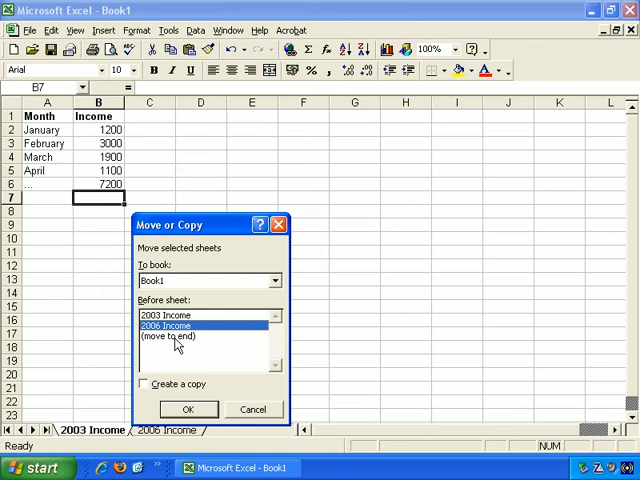 Microsoft Excel - Book1
File Edit View Insert Format Tools Data Window Help Acrobat
Σ 100% ?
Arial 10 B I U $ % , A
B7 =
A B C D E F G H I J K L
1 Month Income
2 January 1200
3 February 3000
4 March 1900
5 April 1100
6 ... 7200
7
8
9
10
11
12
13
14
15
16
17
18
19
20
21
22
23
Move or Copy ?
Move selected sheets
To book:
Book1
Before sheet:
2003 Income
2006 Income
(move to end)
Create a copy
OK Cancel
2003 Income 2006 Income
Ready NUM
start Microsoft Excel - Book1